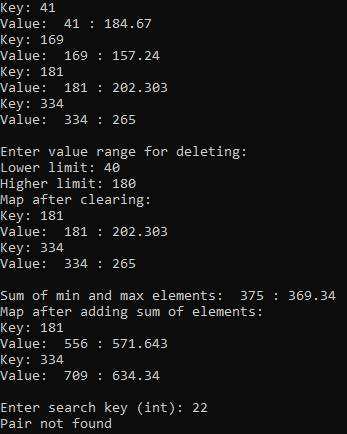 Key: 41
Value:  41 : 184.67
Key: 169
Value:  169 : 157.24
Key: 181
Value:  181 : 202.303
Key: 334
Value:  334 : 265
Enter value range for deleting:
Lower limit: 40
Higher limit: 180
Map after clearing:
Key: 181
Value:  181 : 202.303
Key: 334
Value:  334 : 265
Sum of min and max elements:  375 : 369.34
Map after adding sum of elements:
Key: 181
Value:  556 : 571.643
Key: 334
Value:  709 : 634.34
Enter search key (int): 22
Pair not found